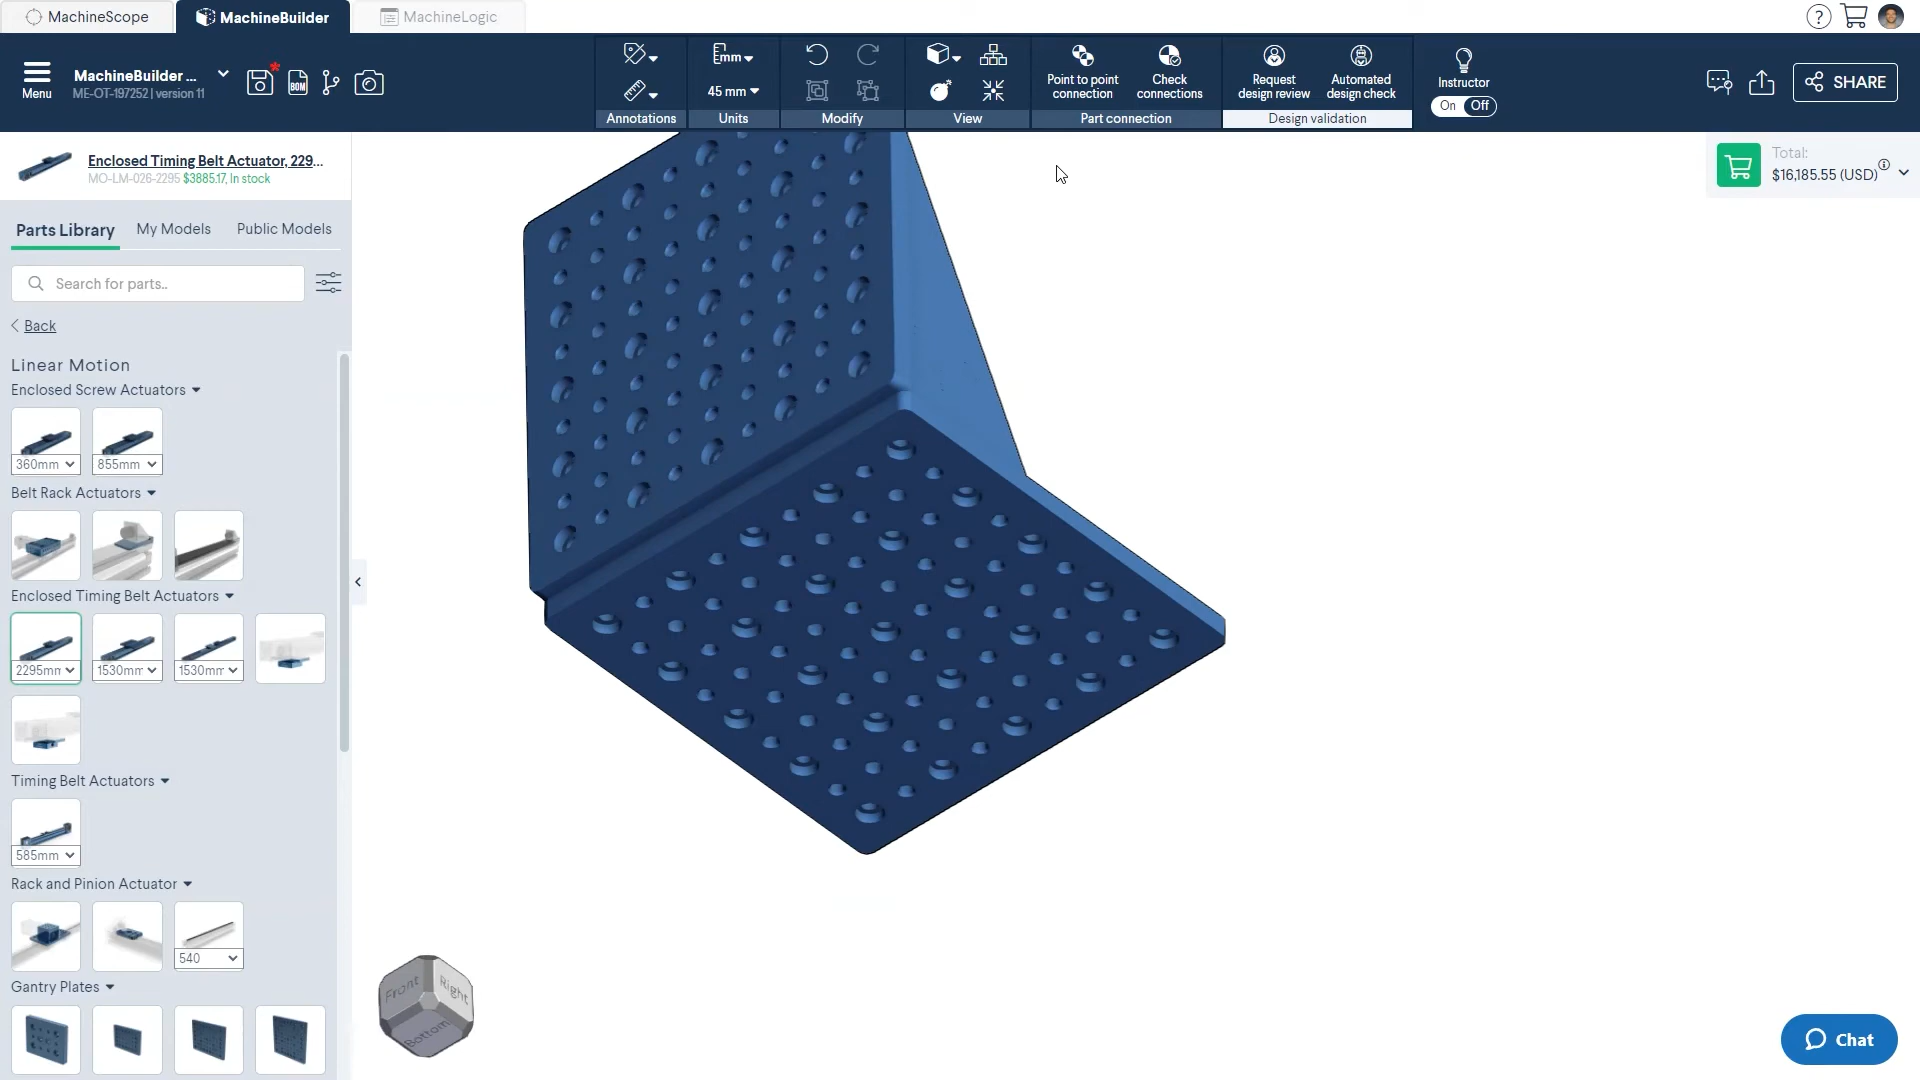 MachineScope
MachineBuilder
MachineLogic
?
Menu
MachineBuilder ...
ME-OT-197252 | version 11
*
BOM
mm
45 mm
Point to point
connection
Check
connections
Request
design review
Automated
design check
Instructor
On Off
Annotations
Units
Modify
View
Part connection
Design validation
SHARE
Enclosed Timing Belt Actuator, 229...
MO-LM-026-2295 $3885.17, In stock
Total:
$16,185.55 (USD)
Parts Library
My Models
Public Models
Search for parts..
Back
Linear Motion
Enclosed Screw Actuators
360mm
855mm
Belt Rack Actuators
Enclosed Timing Belt Actuators
2295mm
1530mm
1530mm
Timing Belt Actuators
585mm
Rack and Pinion Actuator
540
Gantry Plates
Front
Right
Bottom
Chat